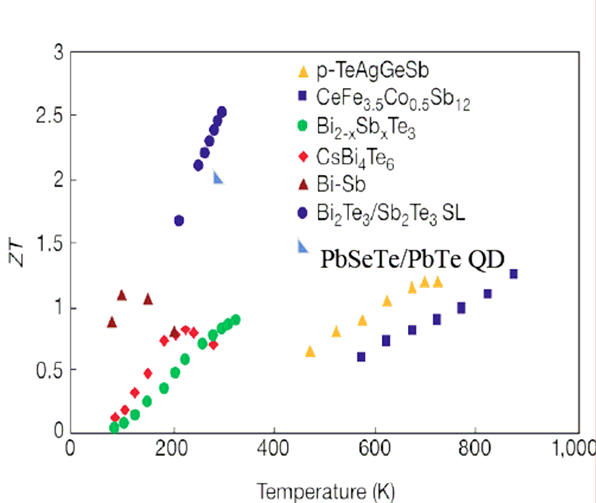 3
p-TeAgGeSb
CeFe3.5Co0.5Sb12
2.5
Bi2-xSbxTe3
CsBi4Te6
2
Bi-Sb
Bi2Te3/Sb2Te3 SL
ZT
1.5
PbSeTe/PbTe QD
1
0.5
0
0 200 400 600 800 1,000
Temperature (K)